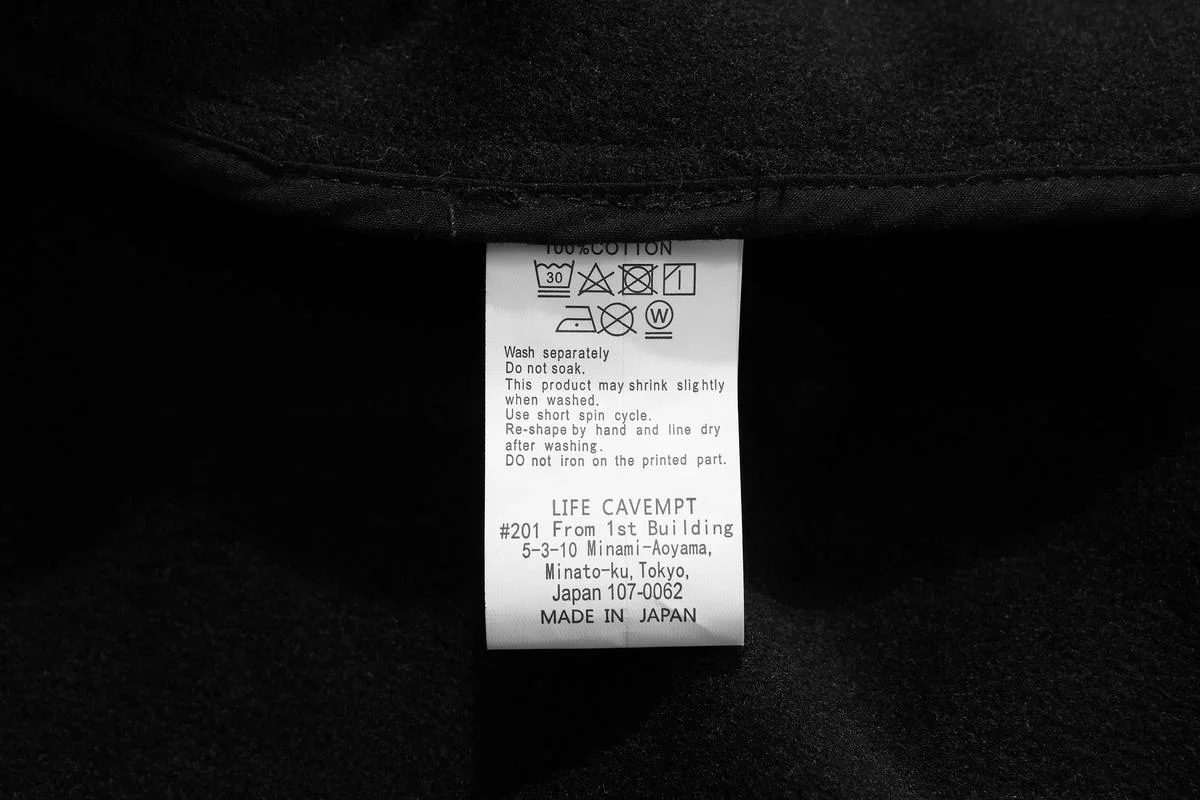 100%COTTON
30
W
Wash separately
Do not soak.
This product may shrink slightly
when washed.
Use short spin cycle.
Re-shape by hand and line dry
after washing.
DO not iron on the printed part.
LIFE CAVEMPT
#201 From 1st Building
5-3-10 Minami-Aoyama,
Minato-ku, Tokyo,
Japan 107-0062
MADE IN JAPAN